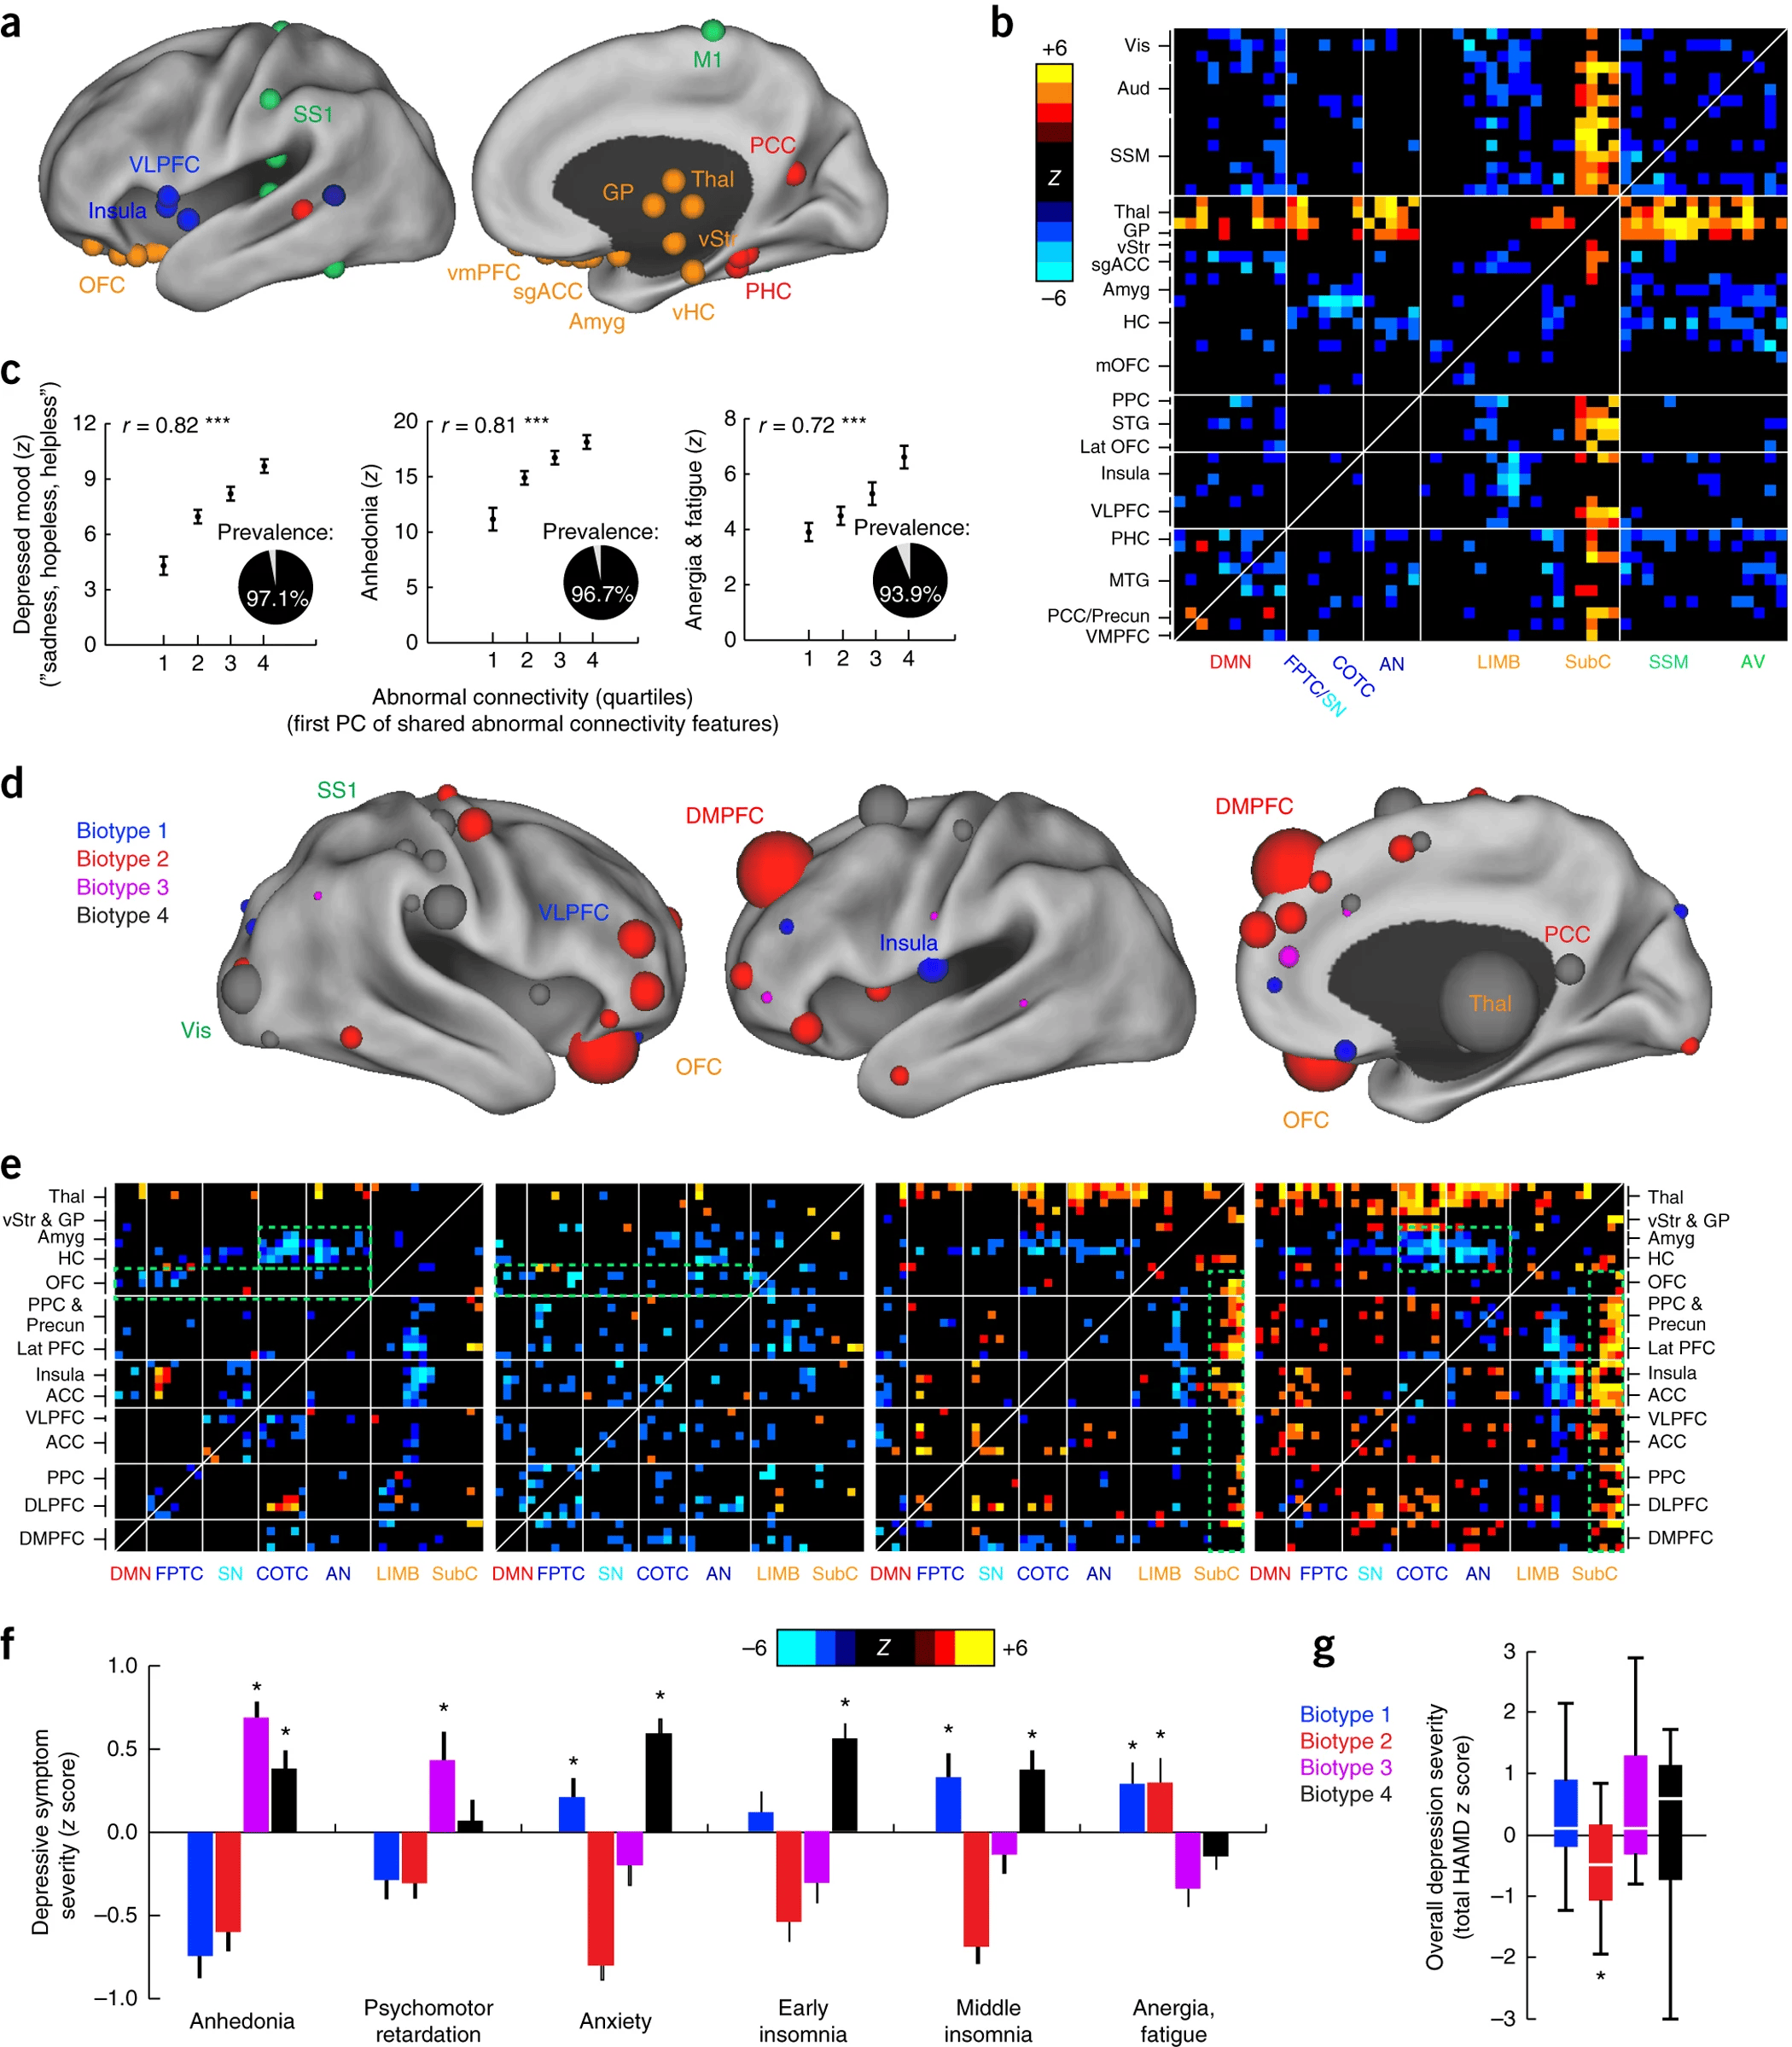 a
VLPFC
SS1
Insula
OFC
M1
PCC
GP
Thal
vStr
vmPFC
sgACC
Amyg
vHC
PHC
b
+6
Z
–6
Vis
Aud
SSM
Thal
GP
vStr
sgACC
Amyg
HC
mOFC
PPC
STG
Lat OFC
Insula
VLPFC
PHC
MTG
PCC/Precun
VMPFC
DMN
FPTC/SN
COTC
AN
LIMB
SubC
SSM
AV
c
Depressed mood (z)
("sadness, hopeless, helpless")
12
9
6
3
0
r = 0.82 ***
Prevalence:
97.1%
1 2 3 4
Anhedonia (z)
20
15
10
5
0
r = 0.81 ***
Prevalence:
96.7%
1 2 3 4
Anergia & fatigue (z)
8
6
4
2
0
r = 0.72 ***
Prevalence:
93.9%
1 2 3 4
Abnormal connectivity (quartiles)
(first PC of shared abnormal connectivity features)
d
Biotype 1
Biotype 2
Biotype 3
Biotype 4
SS1
VLPFC
Vis
OFC
DMPFC
Insula
DMPFC
PCC
Thal
OFC
e
Thal
vStr & GP
Amyg
HC
OFC
PPC &
Precun
Lat PFC
Insula
ACC
VLPFC
ACC
PPC
DLPFC
DMPFC
Thal
vStr & GP
Amyg
HC
OFC
PPC &
Precun
Lat PFC
Insula
ACC
VLPFC
ACC
PPC
DLPFC
DMPFC
DMN FPTC SN COTC AN LIMB SubC DMN FPTC SN COTC AN LIMB SubC DMN FPTC SN COTC AN LIMB SubC DMN FPTC SN COTC AN LIMB SubC
–6 Z +6
f
Depressive symptom
severity (z score)
1.0
0.5
0.0
–0.5
–1.0
* * * * * * * * * *
Anhedonia
Psychomotor
retardation
Anxiety
Early
insomnia
Middle
insomnia
Anergia,
fatigue
g
Biotype 1
Biotype 2
Biotype 3
Biotype 4
Overall depression severity
(total HAMD z score)
3
2
1
0
–1
–2
–3
*